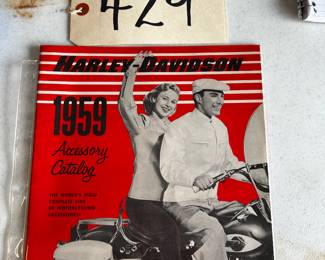 429
HARLEY-DAVIDSON
1959
Accessory
Catalog
THE WORLD'S MOST
COMPLETE LINE
OF MOTORCYCLING
ACCESSORIES